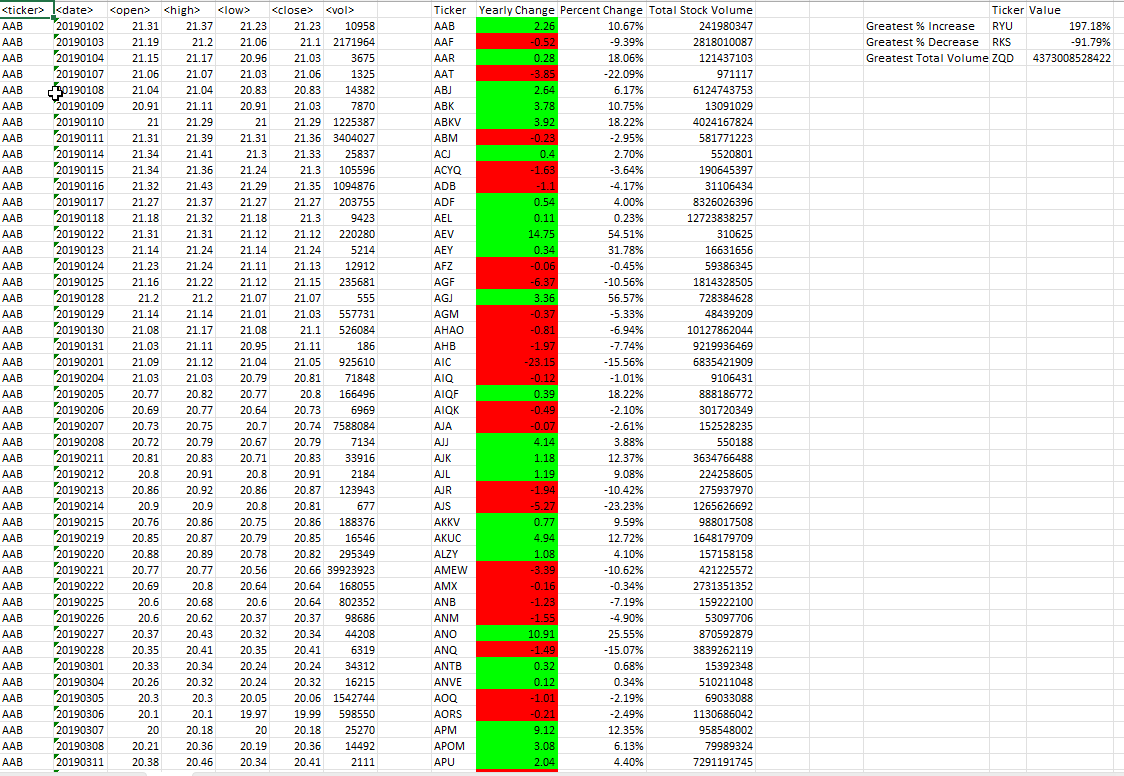 <ticker> <date> <open> <high> <low> <close> <vol> Ticker Yearly Change Percent Change Total Stock Volume Ticker Value
AAB 20190102 21.31 21.37 21.23 21.23 10958 AAB 2.26 10.67% 241980347 Greatest % Increase RYU 197.18%
AAB 20190103 21.19 21.2 21.06 21.1 2171964 AAF -0.52 -9.39% 2818010087 Greatest % Decrease RKS -91.79%
AAB 20190104 21.15 21.17 20.96 21.03 3675 AAR 0.28 18.06% 121437103 Greatest Total Volume ZQD 4373008528422
AAB 20190107 21.06 21.07 21.03 21.06 1325 AAT -3.85 -22.09% 971117
AAB 20190108 21.04 21.04 20.83 20.83 14382 ABJ 2.64 6.17% 6124743753
AAB 20190109 20.91 21.11 20.91 21.03 7870 ABK 3.78 10.75% 13091029
AAB 20190110 21 21.29 21 21.29 1225387 ABKV 3.92 18.22% 4024167824
AAB 20190111 21.31 21.39 21.31 21.36 3404027 ABM -0.23 -2.95% 581771223
AAB 20190114 21.34 21.41 21.3 21.33 25837 ACJ 0.4 2.70% 5520801
AAB 20190115 21.34 21.36 21.24 21.3 105596 ACYQ -1.63 -3.64% 190645397
AAB 20190116 21.32 21.43 21.29 21.35 1094876 ADB -1.1 -4.17% 31106434
AAB 20190117 21.27 21.37 21.27 21.27 203755 ADF 0.54 4.00% 8326026396
AAB 20190118 21.18 21.32 21.18 21.3 9423 AEL 0.11 0.23% 12723838257
AAB 20190122 21.31 21.31 21.12 21.12 220280 AEV 14.75 54.51% 310625
AAB 20190123 21.14 21.24 21.14 21.24 5214 AEY 0.34 31.78% 16631656
AAB 20190124 21.23 21.24 21.11 21.13 12912 AFZ -0.06 -0.45% 59386345
AAB 20190125 21.16 21.22 21.12 21.15 235681 AGF -6.37 -10.56% 1814328505
AAB 20190128 21.2 21.2 21.07 21.07 555 AGJ 3.36 56.57% 728384628
AAB 20190129 21.14 21.14 21.01 21.03 557731 AGM -0.37 -5.33% 48439209
AAB 20190130 21.08 21.17 21.08 21.1 526084 AHAO -0.81 -6.94% 10127862044
AAB 20190131 21.03 21.11 20.95 21.11 186 AHB -1.97 -7.74% 9219936469
AAB 20190201 21.09 21.12 21.04 21.05 925610 AIC -23.15 -15.56% 6835421909
AAB 20190204 21.03 21.03 20.79 20.81 71848 AIQ -0.12 -1.01% 9106431
AAB 20190205 20.77 20.82 20.77 20.8 166496 AIQF 0.39 18.22% 888186772
AAB 20190206 20.69 20.77 20.64 20.73 6969 AIQK -0.49 -2.10% 301720349
AAB 20190207 20.73 20.75 20.7 20.74 7588084 AJA -0.07 -2.61% 152528235
AAB 20190208 20.72 20.79 20.67 20.79 7134 AJJ 4.14 3.88% 550188
AAB 20190211 20.81 20.83 20.71 20.83 33916 AJK 1.18 12.37% 3634766488
AAB 20190212 20.8 20.91 20.8 20.91 2184 AJL 1.19 9.08% 224258605
AAB 20190213 20.86 20.92 20.86 20.87 123943 AJR -1.94 -10.42% 275937970
AAB 20190214 20.9 20.9 20.8 20.81 677 AJS -5.27 -23.23% 1265626692
AAB 20190215 20.76 20.86 20.75 20.86 188376 AKKV 0.77 9.59% 988017508
AAB 20190219 20.85 20.87 20.79 20.85 16546 AKUC 4.94 12.72% 1648179709
AAB 20190220 20.88 20.89 20.78 20.82 295349 ALZY 1.08 4.10% 157158158
AAB 20190221 20.77 20.77 20.56 20.66 39923923 AMEW -3.39 -10.62% 421225572
AAB 20190222 20.69 20.8 20.64 20.64 168055 AMX -0.16 -0.34% 2731351352
AAB 20190225 20.6 20.68 20.6 20.64 802352 ANB -1.23 -7.19% 159222100
AAB 20190226 20.6 20.62 20.37 20.37 98686 ANM -1.55 -4.90% 53097706
AAB 20190227 20.37 20.43 20.32 20.34 44208 ANO 10.91 25.55% 870592879
AAB 20190228 20.35 20.41 20.35 20.41 6319 ANQ -1.49 -15.07% 3839262119
AAB 20190301 20.33 20.34 20.24 20.24 34312 ANTB 0.32 0.68% 15392348
AAB 20190304 20.26 20.32 20.24 20.32 16215 ANVE 0.12 0.34% 510211048
AAB 20190305 20.3 20.3 20.05 20.06 1542744 AOQ -1.01 -2.19% 69033088
AAB 20190306 20.1 20.1 19.97 19.99 598550 AORS -0.21 -2.49% 1130686042
AAB 20190307 20 20.18 20 20.18 25270 APM 9.12 12.35% 958548002
AAB 20190308 20.21 20.36 20.19 20.36 14492 APOM 3.08 6.13% 79989324
AAB 20190311 20.38 20.46 20.34 20.41 2111 APU 2.04 4.40% 7291191745